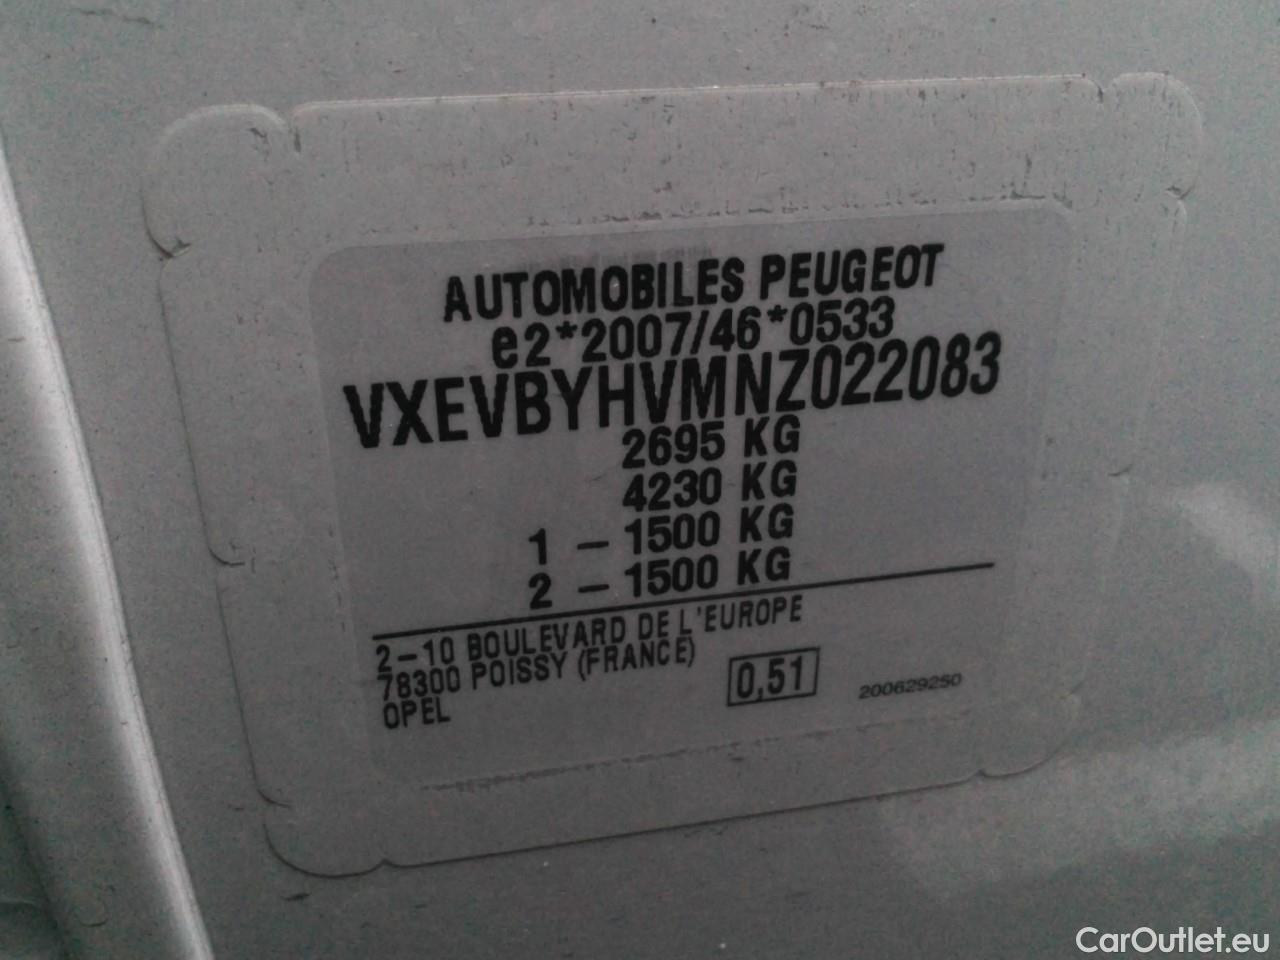 AUTOMOBILES PEUGEOT
e2*2007/46*0533
VXEVBYHVMNZ022083
2695 KG
4230 KG
1 - 1500 KG
2 - 1500 KG
2-10 BOULEVARD DE L'EUROPE
78300 POISSY (FRANCE)
OPEL
0,51
200629250
CarOutlet.eu